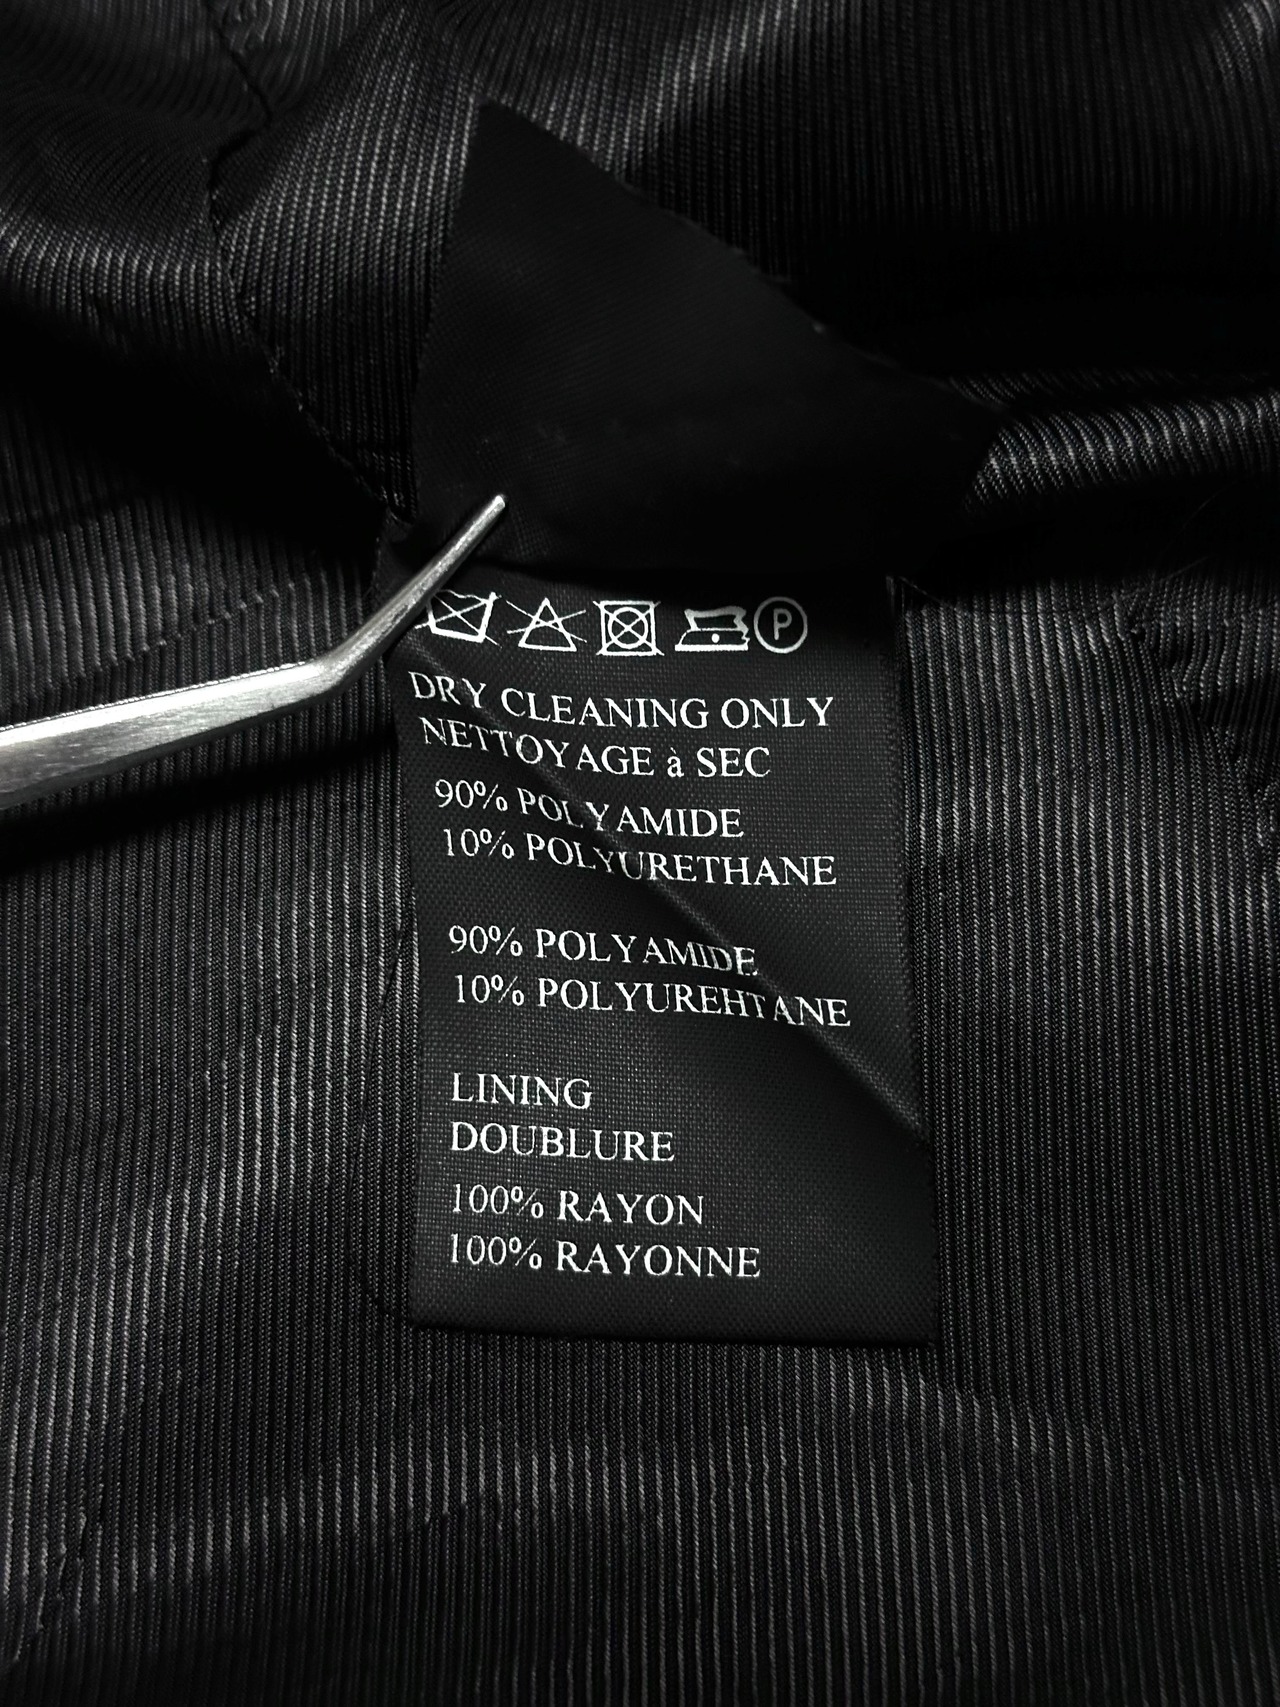 P
DRY CLEANING ONLY
NETTOYAGE à SEC
90% POLYAMIDE
10% POLYURETHANE
90% POLYAMIDE
10% POLYUREHTANE
LINING
DOUBLURE
100% RAYON
100% RAYONNE